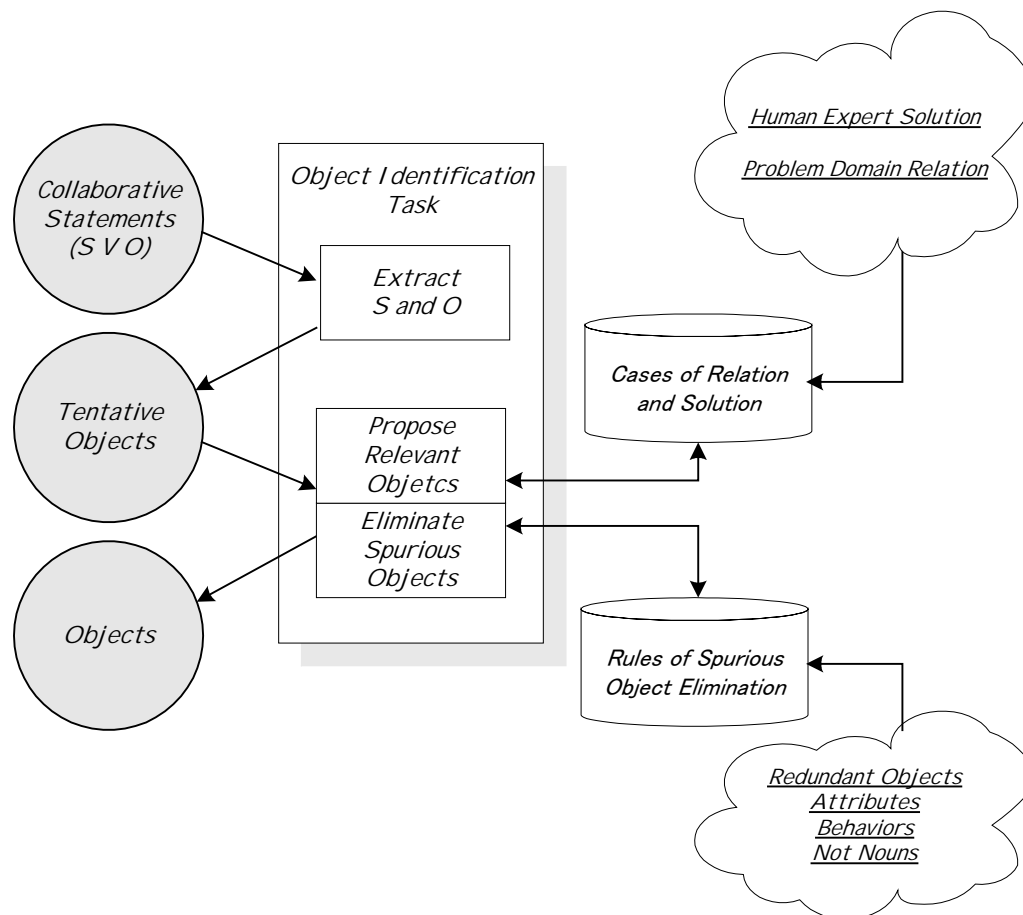 Collaborative
Statements
(S V O)
Tentative
Objects
Objects
Object Identification
Task
Extract
S and O
Propose
Relevant
Objetcs
Eliminate
Spurious
Objects
Cases of Relation
and Solution
Rules of Spurious
Object Elimination
Human Expert Solution
Problem Domain Relation
Redundant Objects
Attributes
Behaviors
Not Nouns